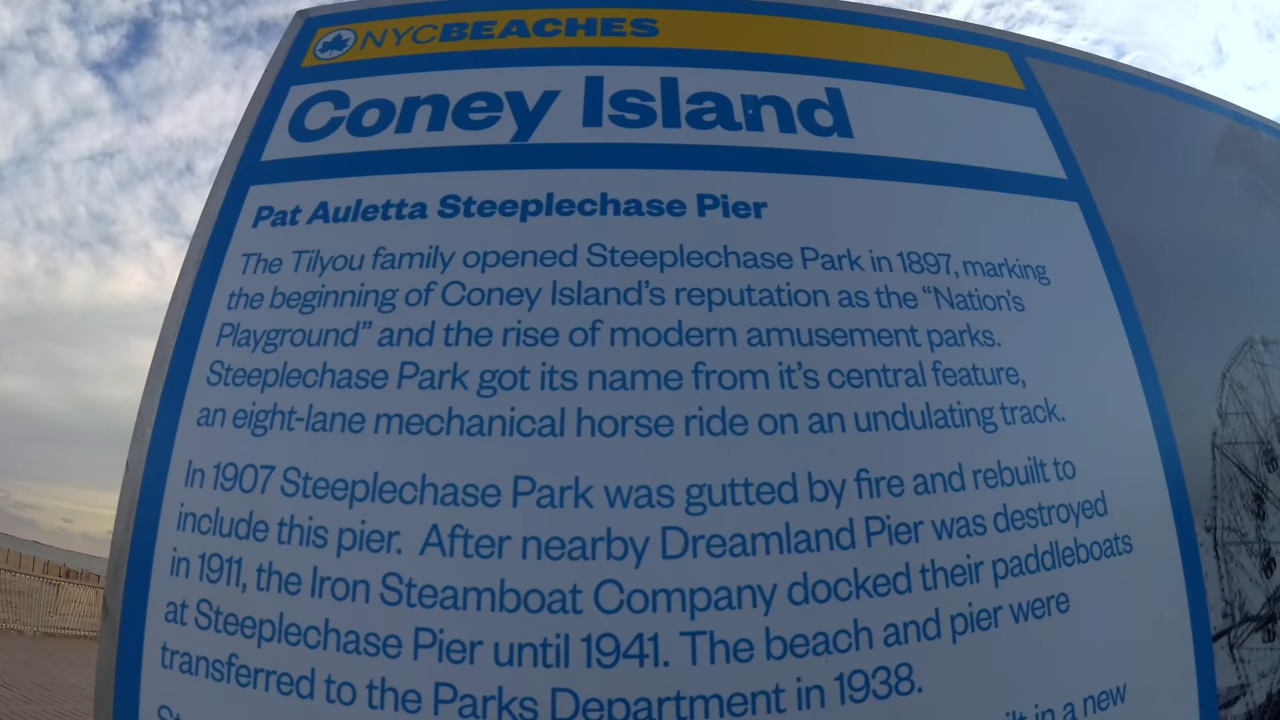 NYCBEACHES
Coney Island
Pat Auletta Steeplechase Pier
The Tilyou family opened Steeplechase Park in 1897, marking
the beginning of Coney Island's reputation as the “Nation's
Playground” and the rise of modern amusement parks.
Steeplechase Park got its name from it's central feature,
an eight-lane mechanical horse ride on an undulating track.
In 1907 Steeplechase Park was gutted by fire and rebuilt to
include this pier. After nearby Dreamland Pier was destroyed
in 1911, the Iron Steamboat Company docked their paddleboats
at Steeplechase Pier until 1941. The beach and pier were
transferred to the Parks Department in 1938.
in a new